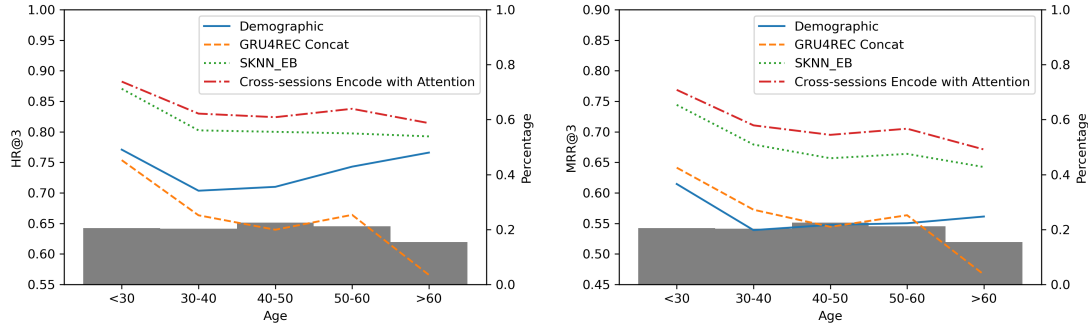 1.00
0.95
0.90
0.85
0.80
0.75
0.70
0.65
0.60
0.55
HR@3
Demographic
GRU4REC Concat
SKNN_EB
Cross-sessions Encode with Attention
1.0
0.8
0.6
0.4
0.2
0.0
Percentage
<30 30-40 40-50 50-60 >60
Age
0.90
0.85
0.80
0.75
0.70
0.65
0.60
0.55
0.50
0.45
MRR@3
Demographic
GRU4REC Concat
SKNN_EB
Cross-sessions Encode with Attention
1.0
0.8
0.6
0.4
0.2
0.0
Percentage
<30 30-40 40-50 50-60 >60
Age